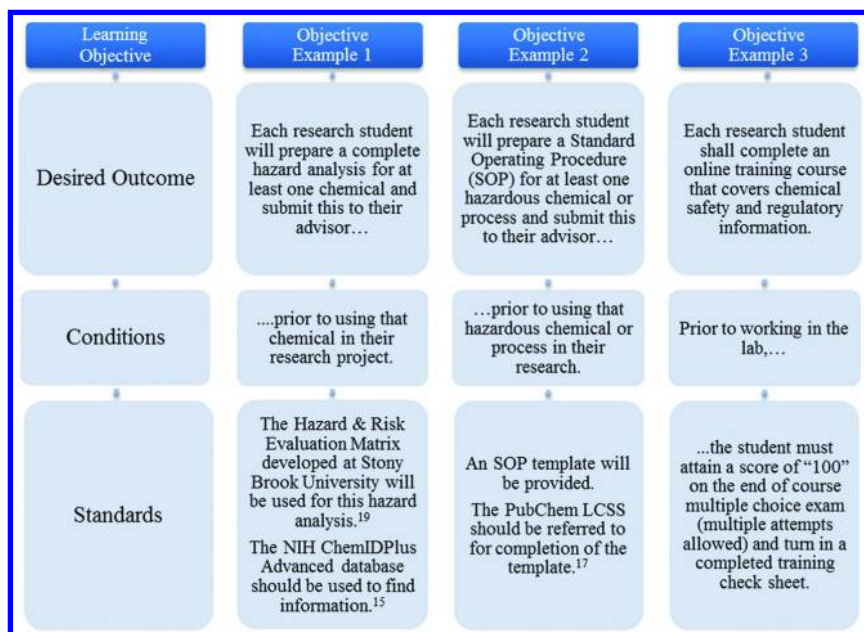 Learning
Objective
Objective
Example 1
Objective
Example 2
Objective
Example 3
Desired Outcome
Each research student
will prepare a complete
hazard analysis for at
least one chemical and
submit this to their
advisor…
Each research student
will prepare a Standard
Operating Procedure
(SOP) for at least one
hazardous chemical or
process and submit this
to their advisor…
Each research student
shall complete an
online training course
that covers chemical
safety and regulatory
information.
Conditions
....prior to using that
chemical in their
research project.
…prior to using that
hazardous chemical or
process in their
research.
Prior to working in the
lab,…
Standards
The Hazard & Risk
Evaluation Matrix
developed at Stony
Brook University will
be used for this hazard
analysis.¹⁹
The NIH ChemIDPlus
Advanced database
should be used to find
information.¹⁵
An SOP template will
be provided.
The PubChem LCSS
should be referred to
for completion of the
template.¹⁷
...the student must
attain a score of “100”
on the end of course
multiple choice exam
(multiple attempts
allowed) and turn in a
completed training
check sheet.